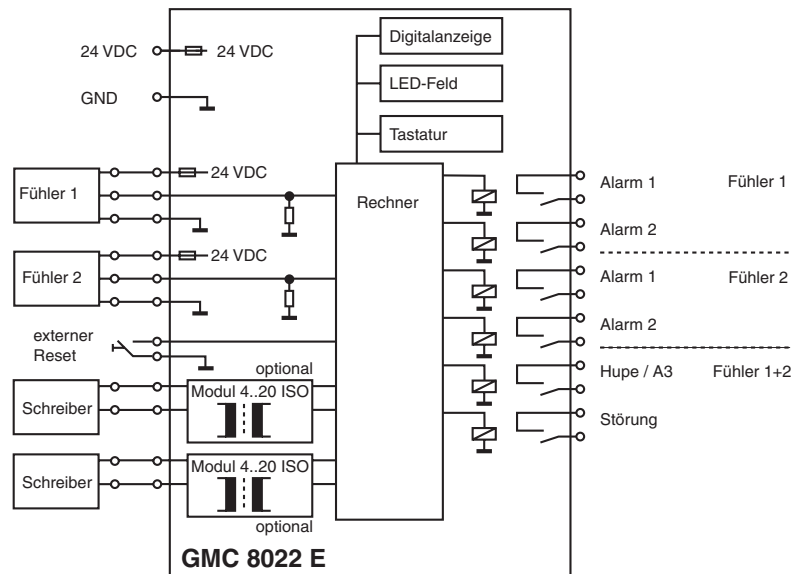 Digitalanzeige
24 VDC
24 VDC
LED-Feld
GND
Tastatur
24 VDC
Fühler 1
Rechner
Alarm 1
Fühler 1
Alarm 2
24 VDC
Fühler 2
Alarm 1
Fühler 2
externer
Reset
Alarm 2
optional
Modul 4..20 ISO
Hupe / A3
Fühler 1+2
Schreiber
Störung
Modul 4..20 ISO
Schreiber
optional
GMC 8022 E